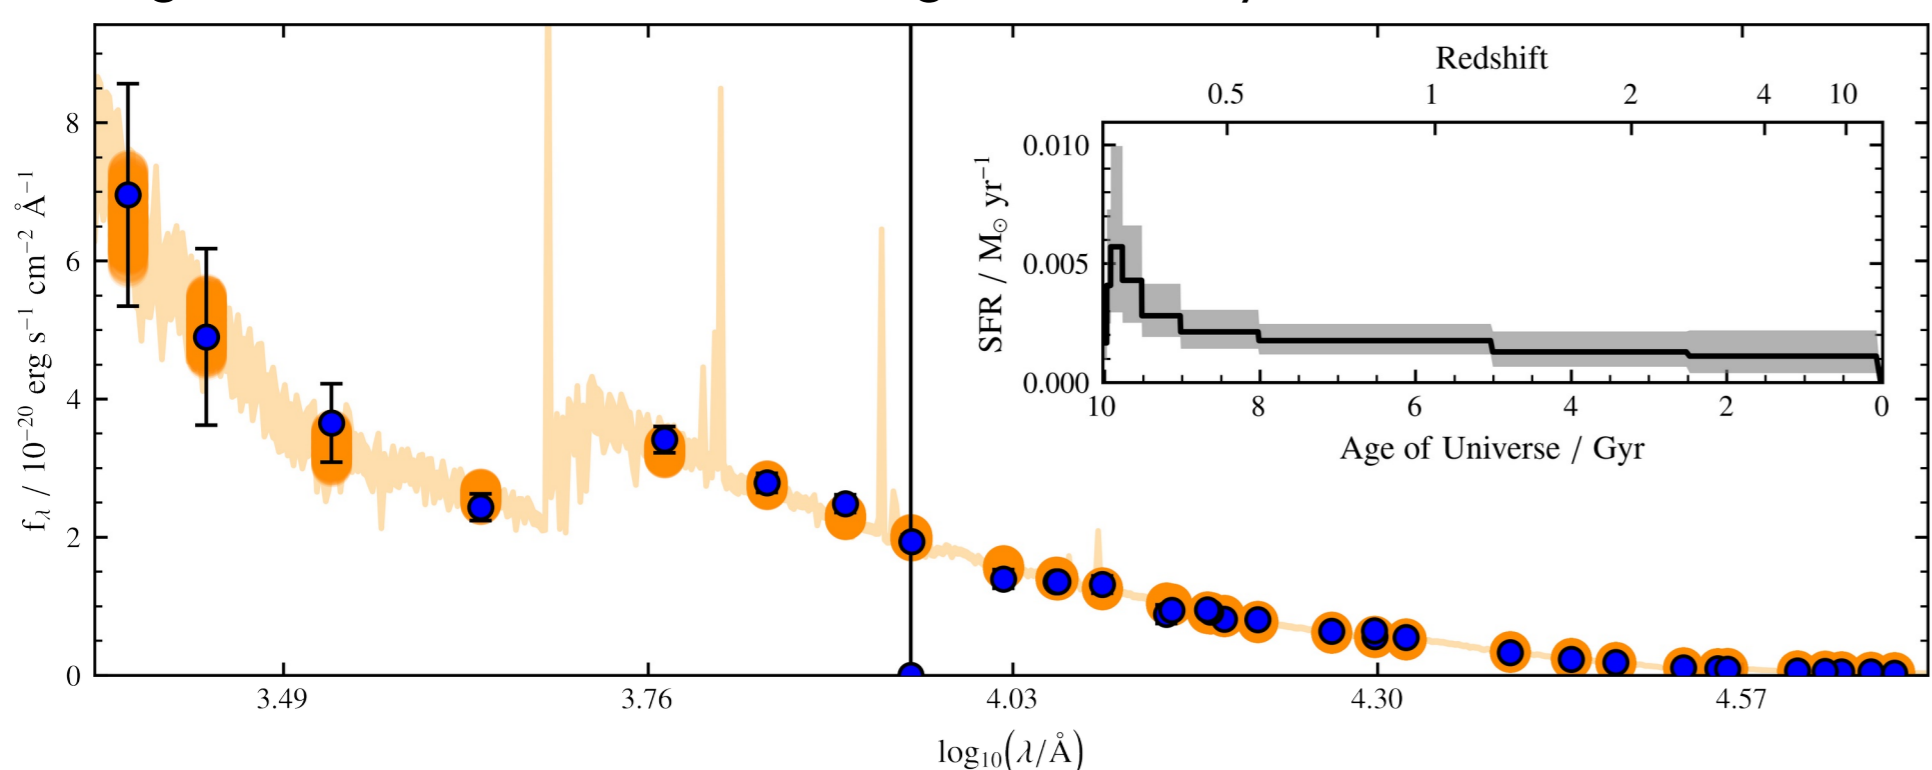 8
6
4
2
0
f_λ / 10⁻²⁰ erg s⁻¹ cm⁻² Å⁻¹
3.49 3.76 4.03 4.30 4.57
log₁₀(λ/Å)
Redshift
0.5 1 2 4 10
0.010
0.005
0.000
SFR / M_⊙ yr⁻¹
10 8 6 4 2 0
Age of Universe / Gyr